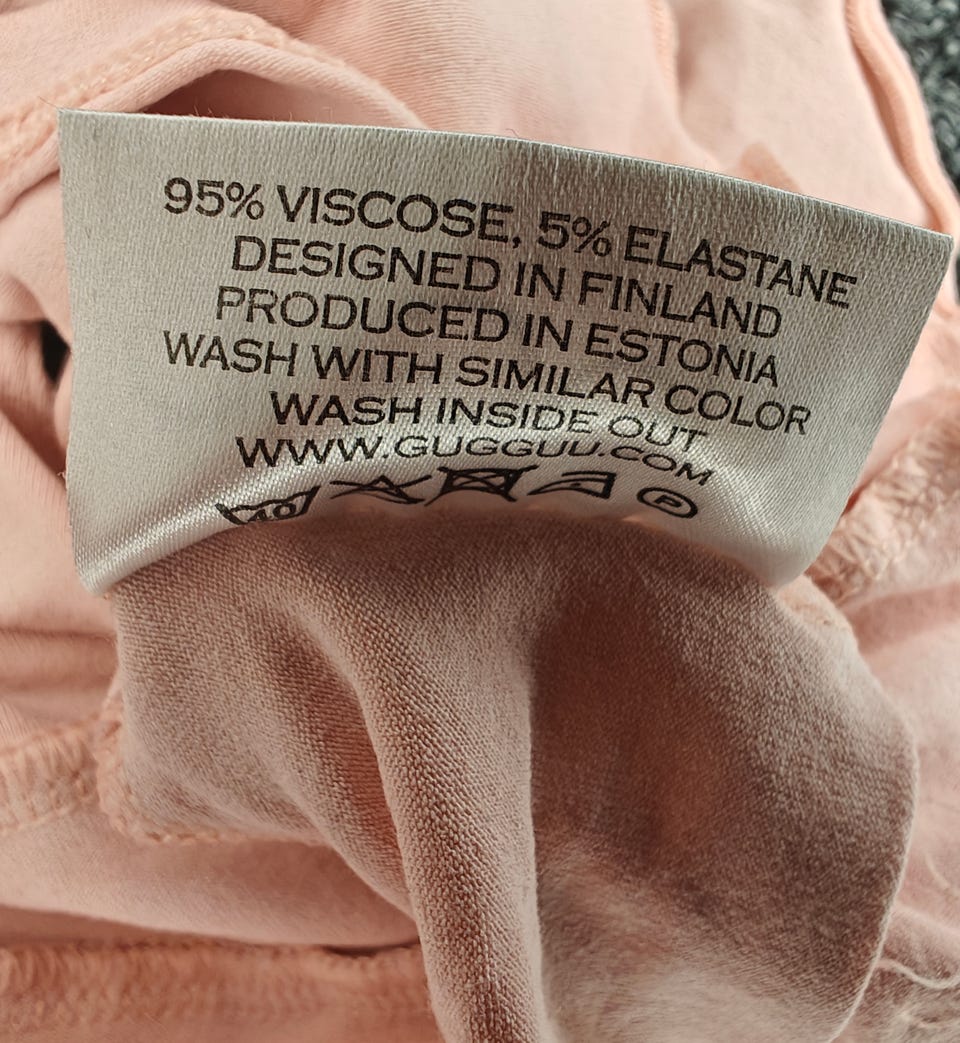 95% VISCOSE, 5% ELASTANE
DESIGNED IN FINLAND
PRODUCED IN ESTONIA
WASH WITH SIMILAR COLOR
WASH INSIDE OUT
WWW.GUGGUU.COM
40 P